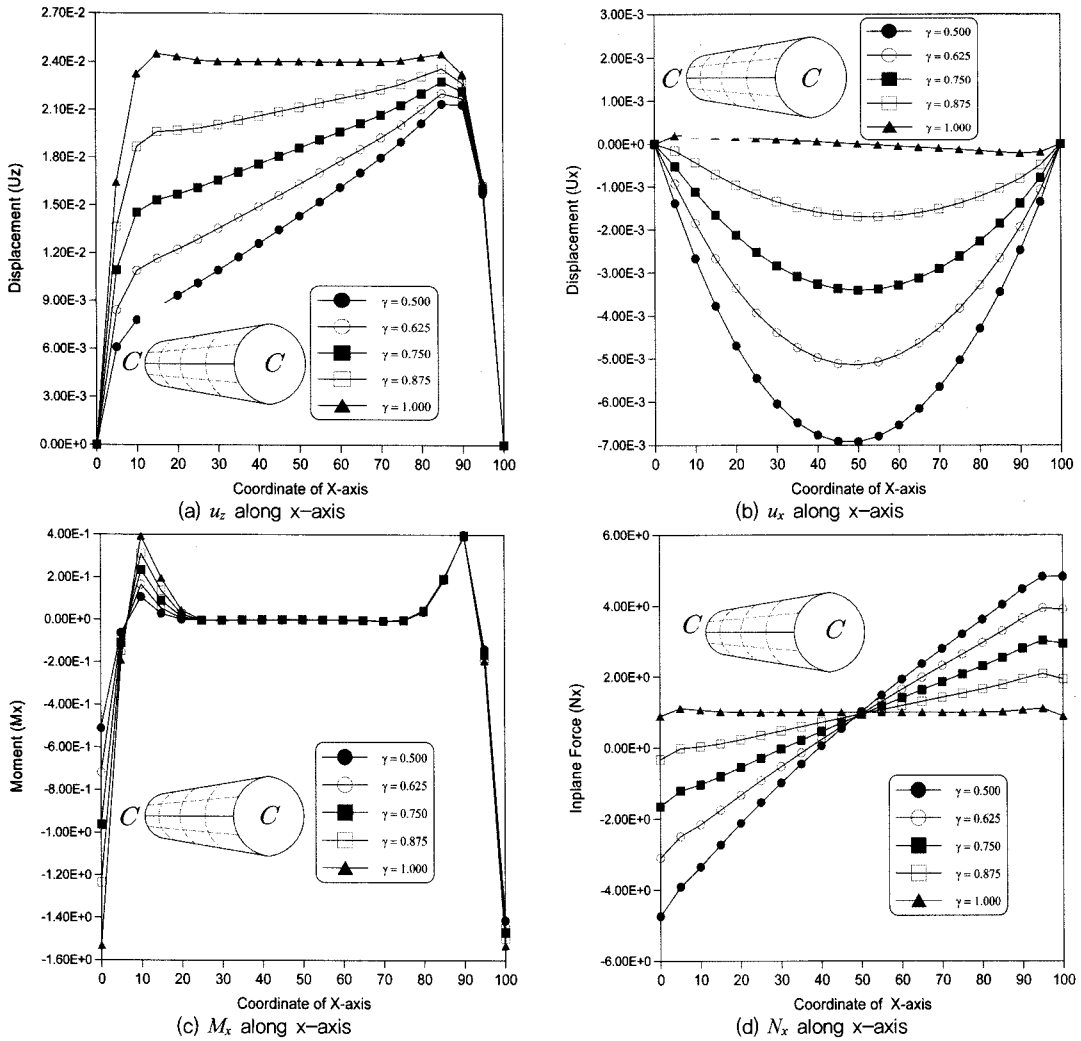 2.70E-2
2.40E-2
2.10E-2
1.80E-2
1.50E-2
1.20E-2
9.00E-3
6.00E-3
3.00E-3
0.00E+0
Displacement (Uz)
C
C
γ = 0.500
γ = 0.625
γ = 0.750
γ = 0.875
γ = 1.000
0 10 20 30 40 50 60 70 80 90 100
Coordinate of X-axis
(a) uz along x-axis
3.00E-3
2.00E-3
1.00E-3
0.00E+0
-1.00E-3
-2.00E-3
-3.00E-3
-4.00E-3
-5.00E-3
-6.00E-3
-7.00E-3
Displacement (Ux)
C
C
γ = 0.500
γ = 0.625
γ = 0.750
γ = 0.875
γ = 1.000
0 10 20 30 40 50 60 70 80 90 100
Coordinate of X-axis
(b) ux along x-axis
4.00E-1
2.00E-1
0.00E+0
-2.00E-1
-4.00E-1
-6.00E-1
-8.00E-1
-1.00E+0
-1.20E+0
-1.40E+0
-1.60E+0
Moment (Mx)
C
C
γ = 0.500
γ = 0.625
γ = 0.750
γ = 0.875
γ = 1.000
0 10 20 30 40 50 60 70 80 90 100
Coordinate of X-axis
(c) Mx along x-axis
6.00E+0
4.00E+0
2.00E+0
0.00E+0
-2.00E+0
-4.00E+0
-6.00E+0
Inplane Force (Nx)
C
C
γ = 0.500
γ = 0.625
γ = 0.750
γ = 0.875
γ = 1.000
0 10 20 30 40 50 60 70 80 90 100
Coordinate of X-axis
(d) Nx along x-axis